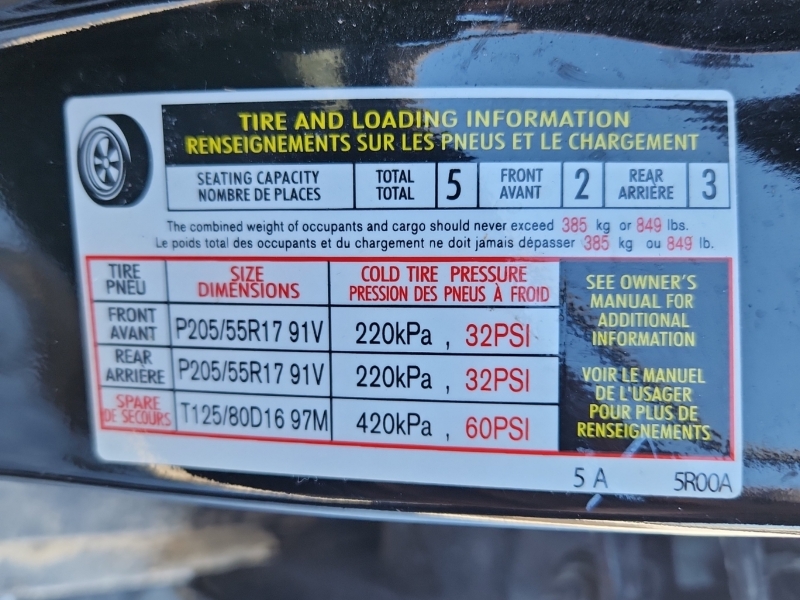 TIRE AND LOADING INFORMATION
RENSEIGNEMENTS SUR LES PNEUS ET LE CHARGEMENT
SEATING CAPACITY
NOMBRE DE PLACES
TOTAL
TOTAL
5
FRONT
AVANT
2
REAR
ARRIÈRE
3
The combined weight of occupants and cargo should never exceed 385 kg or 849 lbs.
Le poids total des occupants et du chargement ne doit jamais dépasser 385 kg ou 849 lb.
TIRE
PNEU
SIZE
DIMENSIONS
COLD TIRE PRESSURE
PRESSION DES PNEUS À FROID
FRONT
AVANT
P205/55R17 91V
220kPa , 32PSI
REAR
ARRIÈRE
P205/55R17 91V
220kPa , 32PSI
SPARE
DE SECOURS
T125/80D16 97M
420kPa , 60PSI
SEE OWNER'S
MANUAL FOR
ADDITIONAL
INFORMATION
VOIR LE MANUEL
DE L'USAGER
POUR PLUS DE
RENSEIGNEMENTS
5 A
5R00A